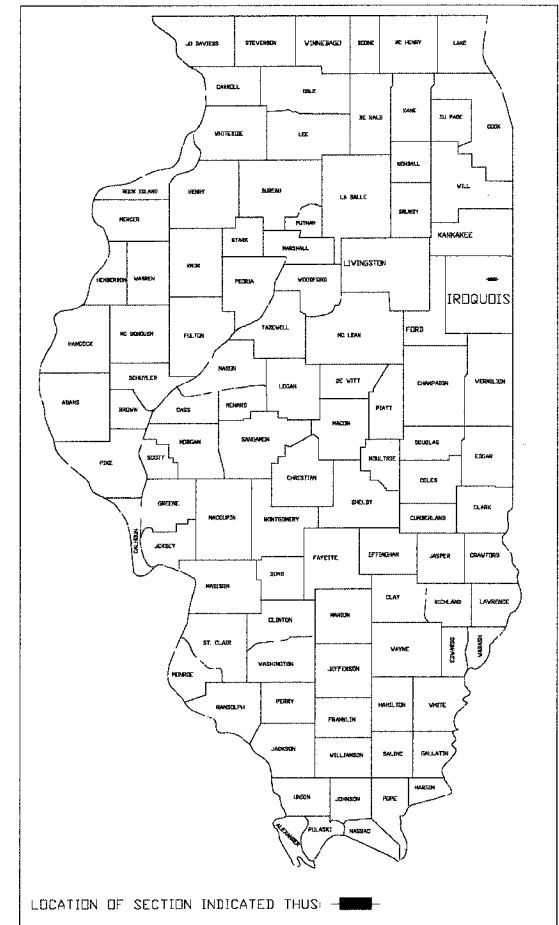 JO DAVIESS STEPHENSON WINNEBAGO BOONE MC HENRY LAKE
CARROLL OGLE
DE KALB KANE DU PAGE COOK
WHITESIDE LEE
KENDALL WILL
ROCK ISLAND HENRY BUREAU LA SALLE GRUNDY
MERCER PUTNAM KANKAKEE
STARK MARSHALL
KNOX LIVINGSTON
PEORIA WOODFORD
HENDERSON WARREN IROQUOIS
HANCOCK MC DONOUGH FULTON TAZEWELL MC LEAN FORD
MASON
SCHUYLER LOGAN DE WITT CHAMPAIGN VERMILION
ADAMS BROWN CASS MENARD MACON PIATT
MORGAN SANGAMON DOUGLAS
PIKE SCOTT CHRISTIAN MOULTRIE COLES EDGAR
GREENE MACOUPIN MONTGOMERY SHELBY CUMBERLAND CLARK
CALHOUN JERSEY
FAYETTE EFFINGHAM JASPER CRAWFORD
MADISON BOND
CLAY RICHLAND LAWRENCE
CLINTON MARION
ST. CLAIR WAYNE EDWARDS WABASH
WASHINGTON JEFFERSON
MONROE
RANDOLPH PERRY HAMILTON WHITE
FRANKLIN
JACKSON WILLIAMSON SALINE GALLATIN
UNION JOHNSON POPE HARDIN
ALEXANDER PULASKI MASSAC
LOCATION OF SECTION INDICATED THUS: